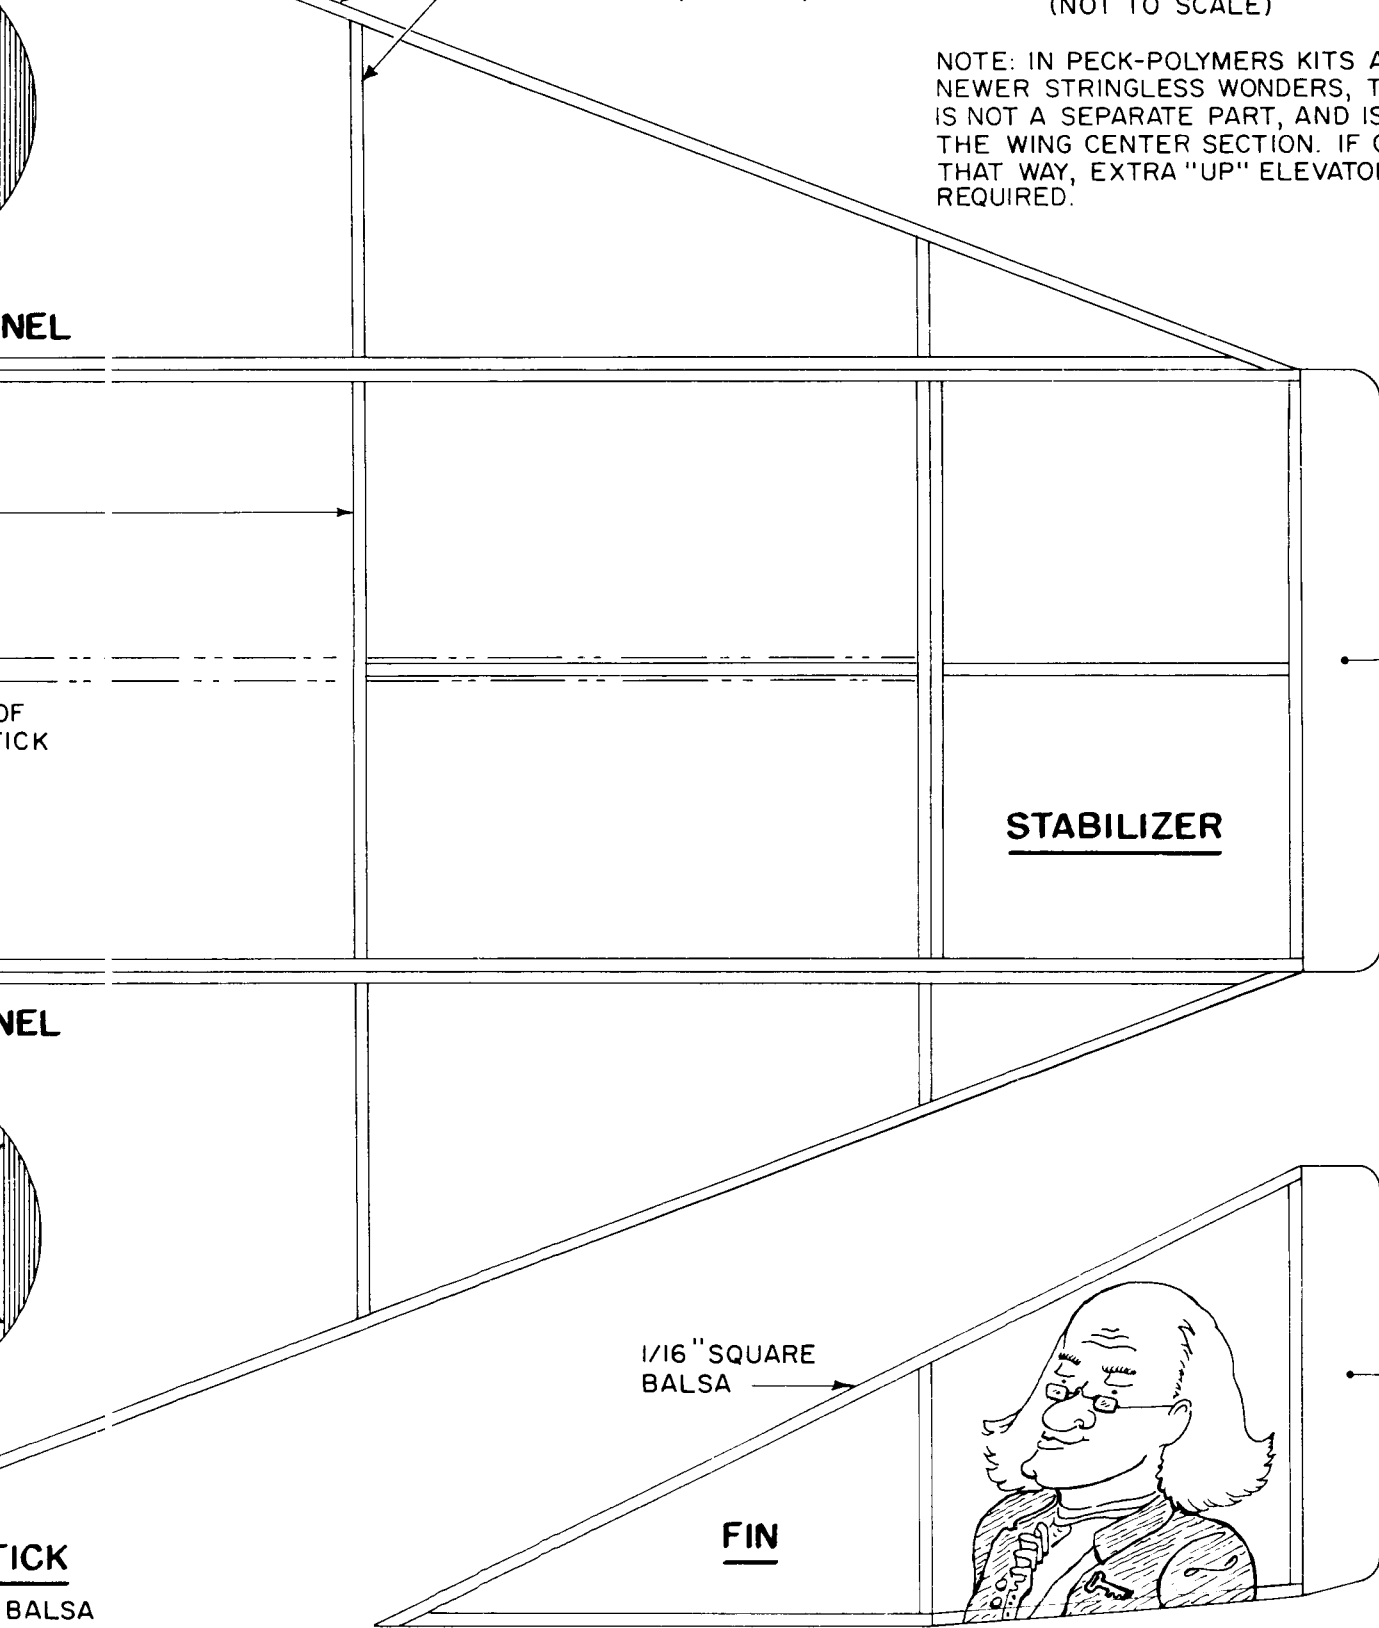 (NOT TO SCALE)
NOTE: IN PECK-POLYMERS KITS A
NEWER STRINGLESS WONDERS, T
IS NOT A SEPARATE PART, AND IS
THE WING CENTER SECTION. IF
THAT WAY, EXTRA "UP" ELEVATOR
REQUIRED.
NEL
OF
TICK
STABILIZER
NEL
1/16" SQUARE
BALSA
FIN
TICK
BALSA